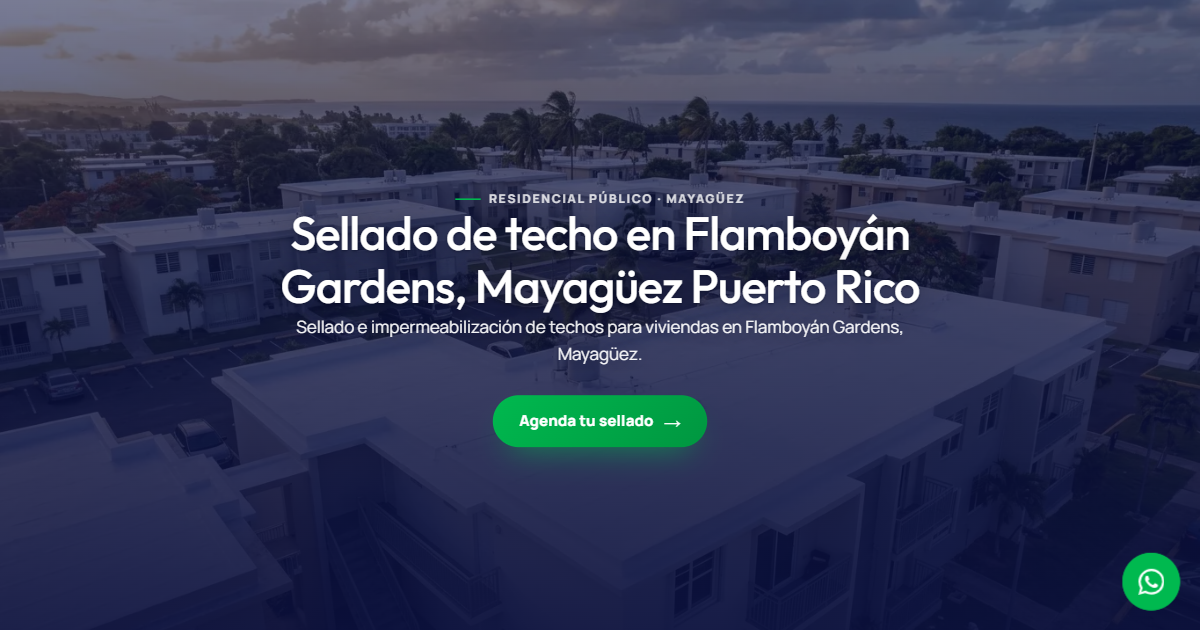 RESIDENCIAL PÚBLICO · MAYAGÜEZ
Sellado de techo en Flamboyán
Gardens, Mayagüez Puerto Rico
Sellado e impermeabilización de techos para viviendas en Flamboyán Gardens,
Mayagüez.
Agenda tu sellado →